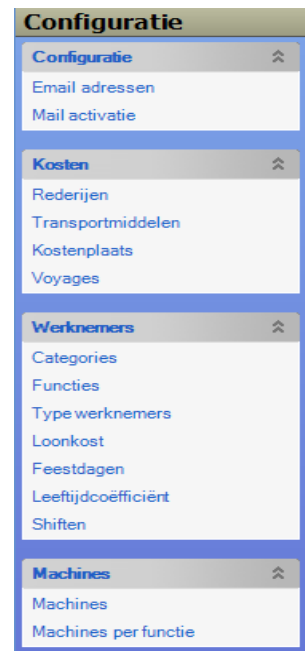 Configuratie
Configuratie
Email adressen
Mail activatie
Kosten
Rederijen
Transportmiddelen
Kostenplaats
Voyages
Werknemers
Categories
Functies
Type werknemers
Loonkost
Feestdagen
Leeftijdcoëfficiënt
Shiften
Machines
Machines
Machines per functie